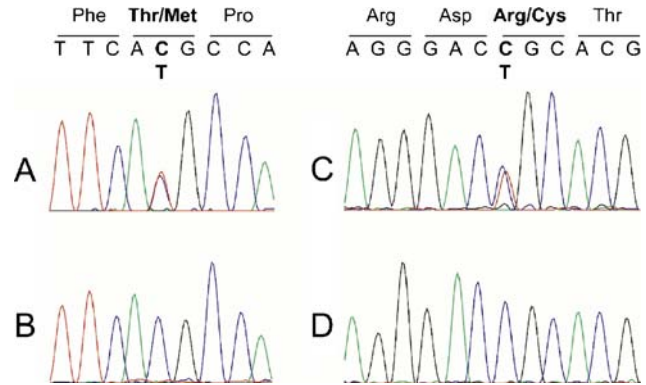 Phe Thr/Met Pro Arg Asp Arg/Cys Thr
T T C A C G C C A A G G G A C C G C A C G
T T
A C
B D